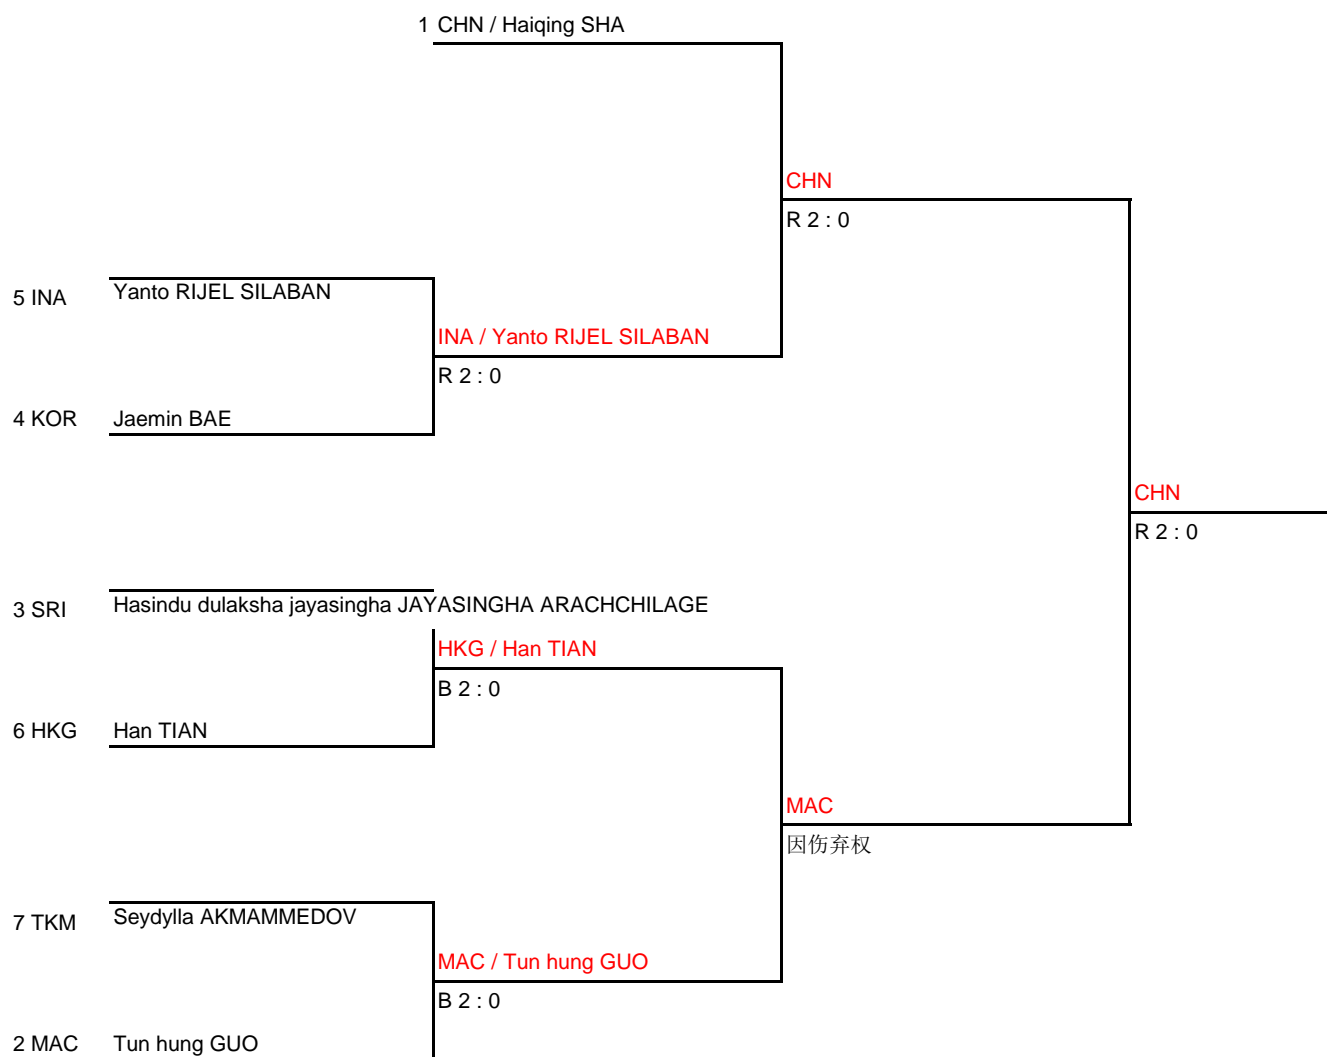 1 CHN / Haiqing SHA
CHN
R 2 : 0
5 INA Yanto RIJEL SILABAN
INA / Yanto RIJEL SILABAN
R 2 : 0
4 KOR Jaemin BAE
CHN
R 2 : 0
3 SRI Hasindu dulaksha jayasingha JAYASINGHA ARACHCHILAGE
HKG / Han TIAN
B 2 : 0
6 HKG Han TIAN
MAC
因伤弃权
7 TKM Seydylla AKMAMMEDOV
MAC / Tun hung GUO
B 2 : 0
2 MAC Tun hung GUO